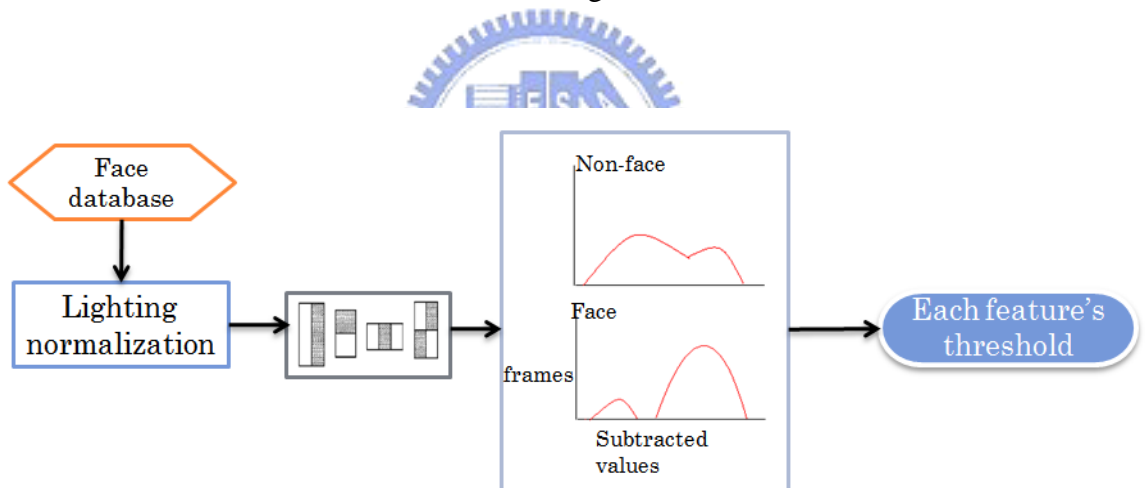 Face
database
Lighting
normalization
Non-face
Face
frames
Subtracted
values
Each feature's
threshold